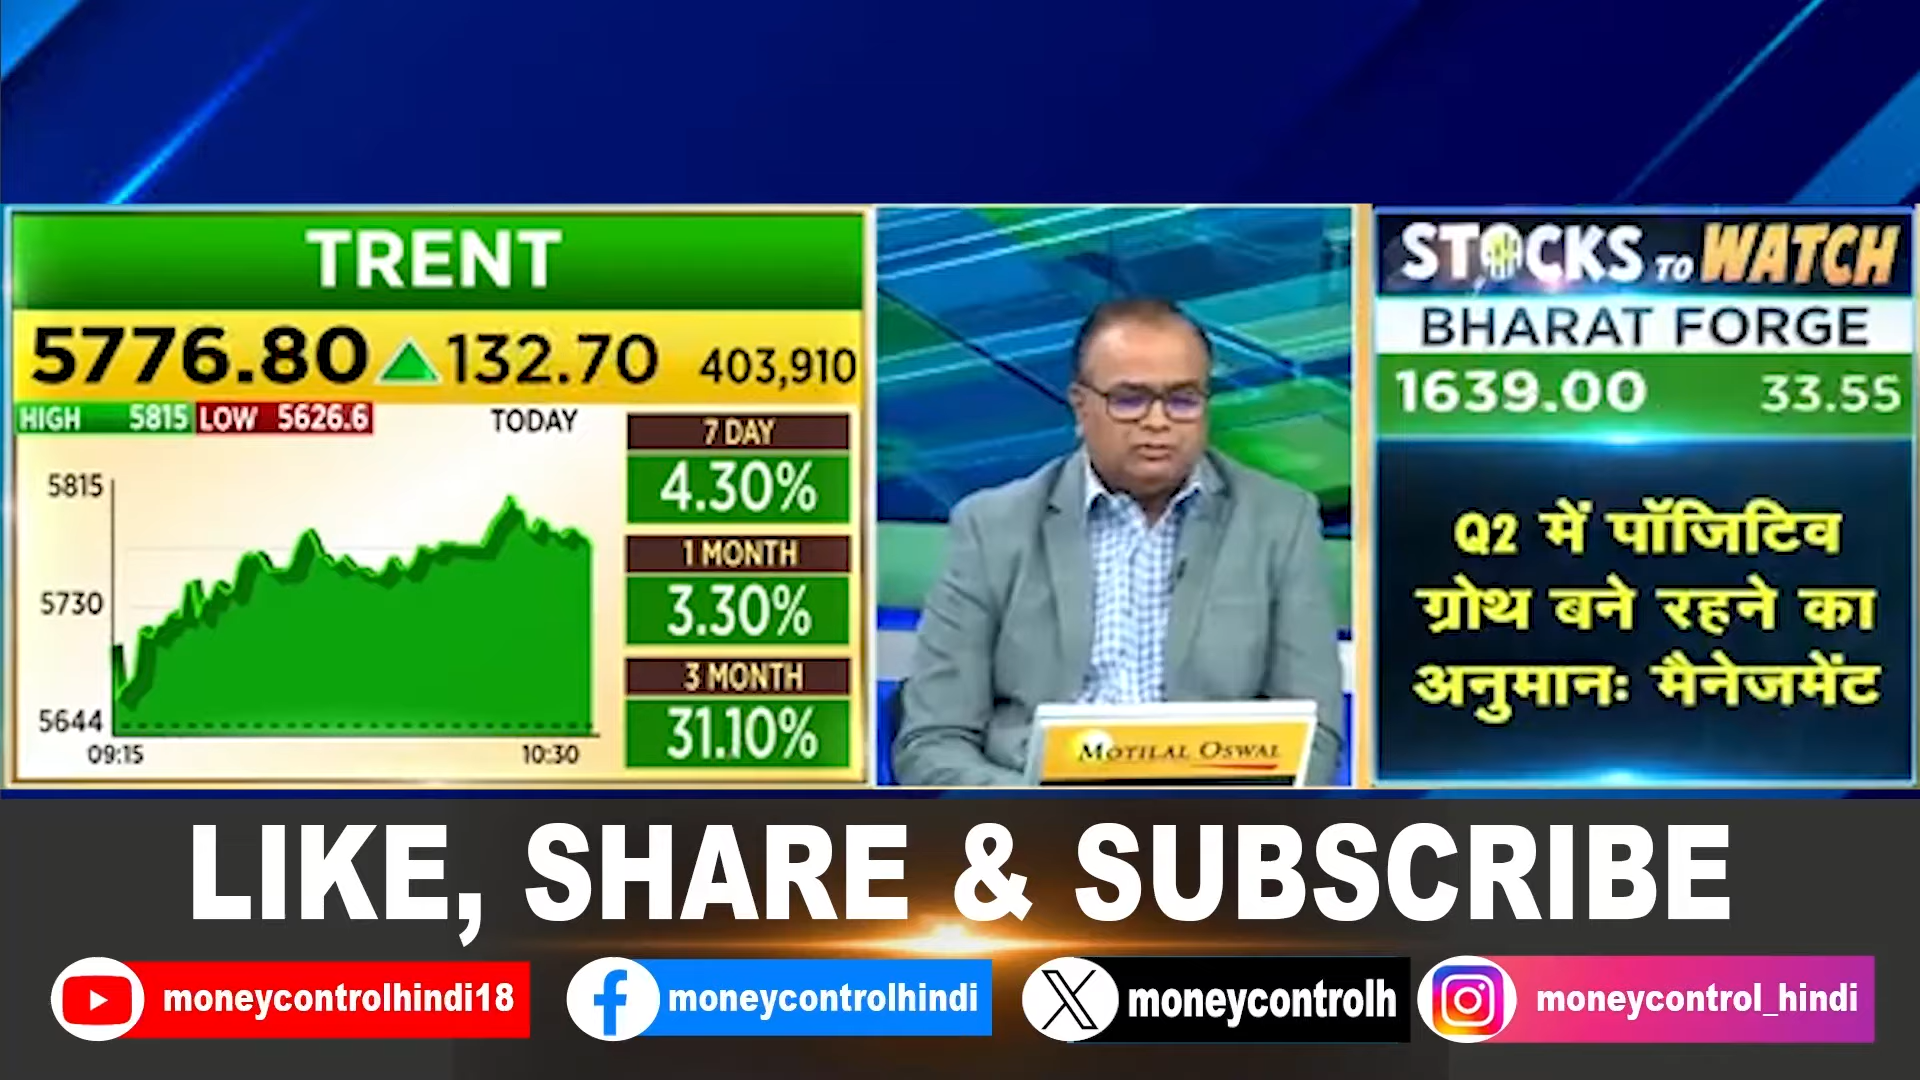 TRENT
5776.80 132.70 403,910
HIGH 5815 LOW 5626.6 TODAY
5815
5730
5644
09:15 10:30
7 DAY
4.30%
1 MONTH
3.30%
3 MONTH
31.10%
MOTILAL OSWAL
STOCKS TO WATCH
BHARAT FORGE
1639.00 33.55
Q2 में पॉजिटिव
ग्रोथ बने रहने का
अनुमानः मैनेजमेंट
LIKE, SHARE & SUBSCRIBE
moneycontrolhindi18 moneycontrolhindi moneycontrolh moneycontrol_hindi